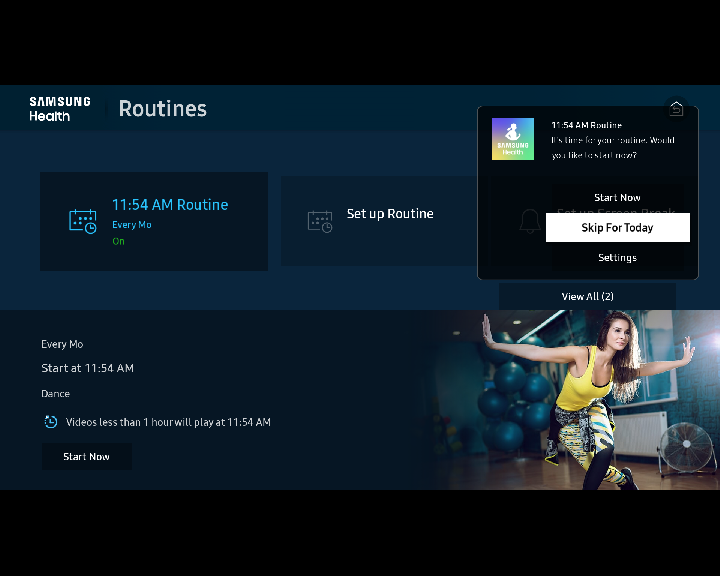 SAMSUNG
Health
Routines
11:54 AM Routine
Every Mo
On
Set up Routine
Set up Screen Break
SAMSUNG
Health
11:54 AM Routine
It's time for your routine. Would
you like to start now?
Start Now
Skip For Today
Settings
View All (2)
Every Mo
Start at 11:54 AM
Dance
Videos less than 1 hour will play at 11:54 AM
Start Now